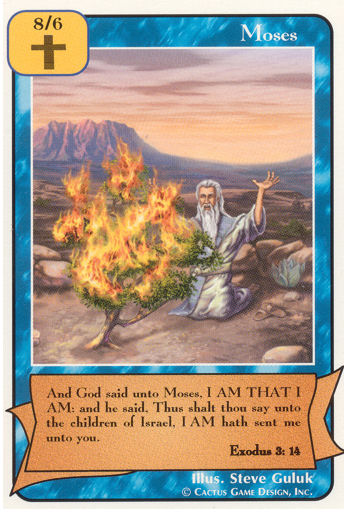 8/6
Moses
And God said unto Moses, I AM THAT I
AM: and he said, Thus shalt thou say unto
the children of Israel, I AM hath sent me
unto you.
Exodus 3: 14
Illus. Steve Guluk
© CACTUS GAME DESIGN, INC.